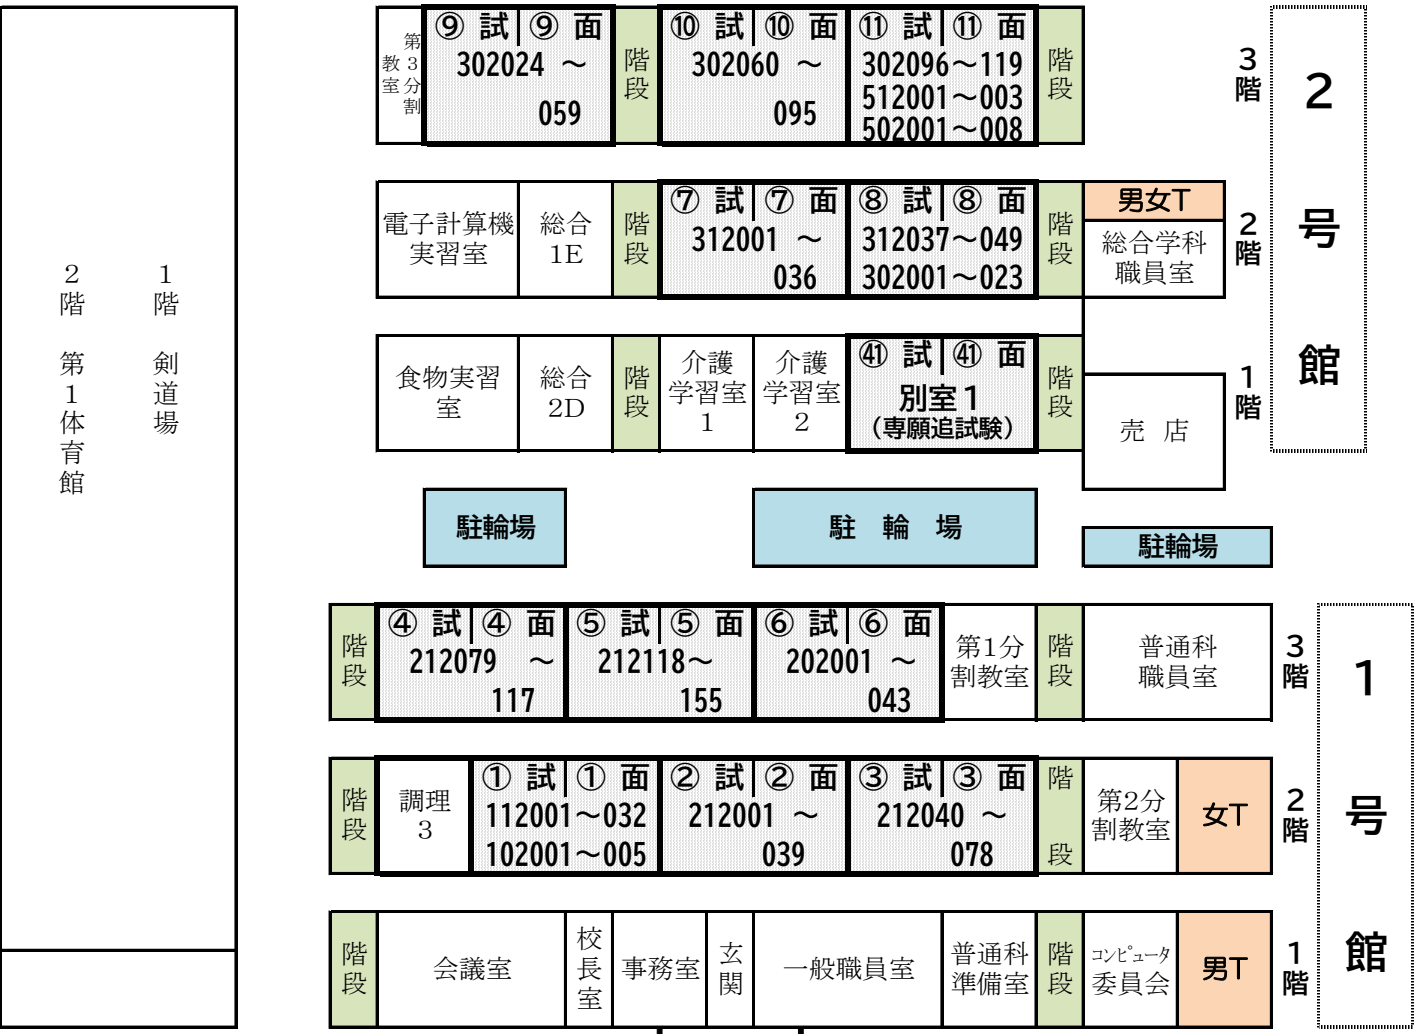 2階 第1体育館
1階 剣道場
第3分割
教室
⑨ 試 ⑨ 面
302024 ～
059
階段
⑩ 試 ⑩ 面
302060 ～
095
⑪ 試 ⑪ 面
302096～119
512001～003
502001～008
階段
3階
2号館
電子計算機
実習室
総合
1E
階段
⑦ 試 ⑦ 面
312001 ～
036
⑧ 試 ⑧ 面
312037～049
302001～023
階段
男女T
総合学科
職員室
2階
食物実習
室
総合
2D
階段
介護
学習室
1
介護
学習室
2
㊶ 試 ㊶ 面
別室1
（専願追試験）
階段
売 店
1階
駐輪場
駐 輪 場
駐輪場
階段
④ 試 ④ 面
212079 ～
117
⑤ 試 ⑤ 面
212118～
155
⑥ 試 ⑥ 面
202001 ～
043
第1分
割教室
階段
普通科
職員室
3階
1号館
階段
調理
3
① 試 ① 面
112001～032
102001～005
② 試 ② 面
212001 ～
039
③ 試 ③ 面
212040 ～
078
階段
第2分
割教室
女T
2階
階段
会議室
校長室
事務室
玄関
一般職員室
普通科
準備室
階段
ｺﾝﾋﾟｭｰﾀ
委員会
男T
1階